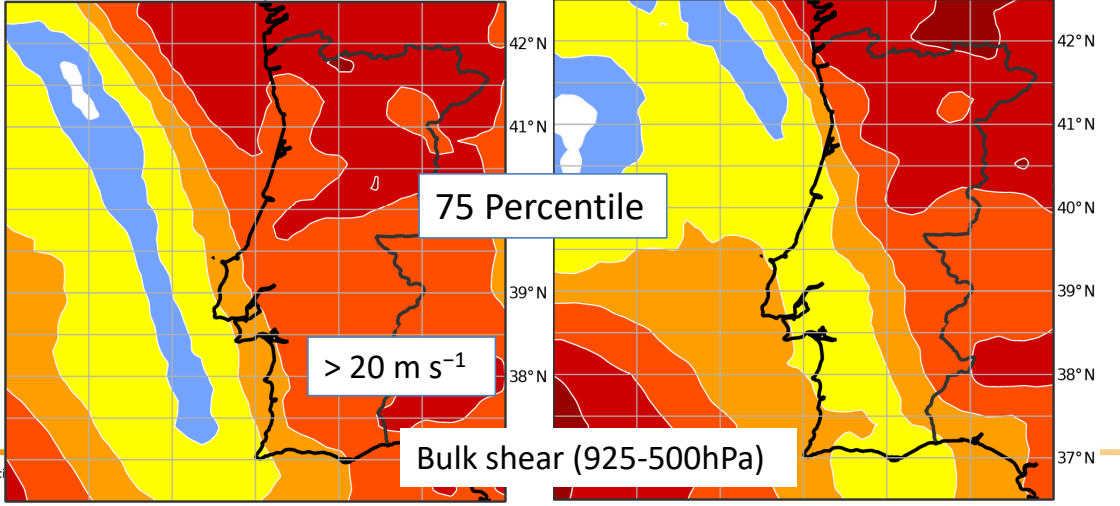 42° N
42° N
41° N
41° N
75 Percentile
40° N
39° N
39° N
> 20 m s⁻¹
38° N
38° N
Bulk shear (925-500hPa)
37° N